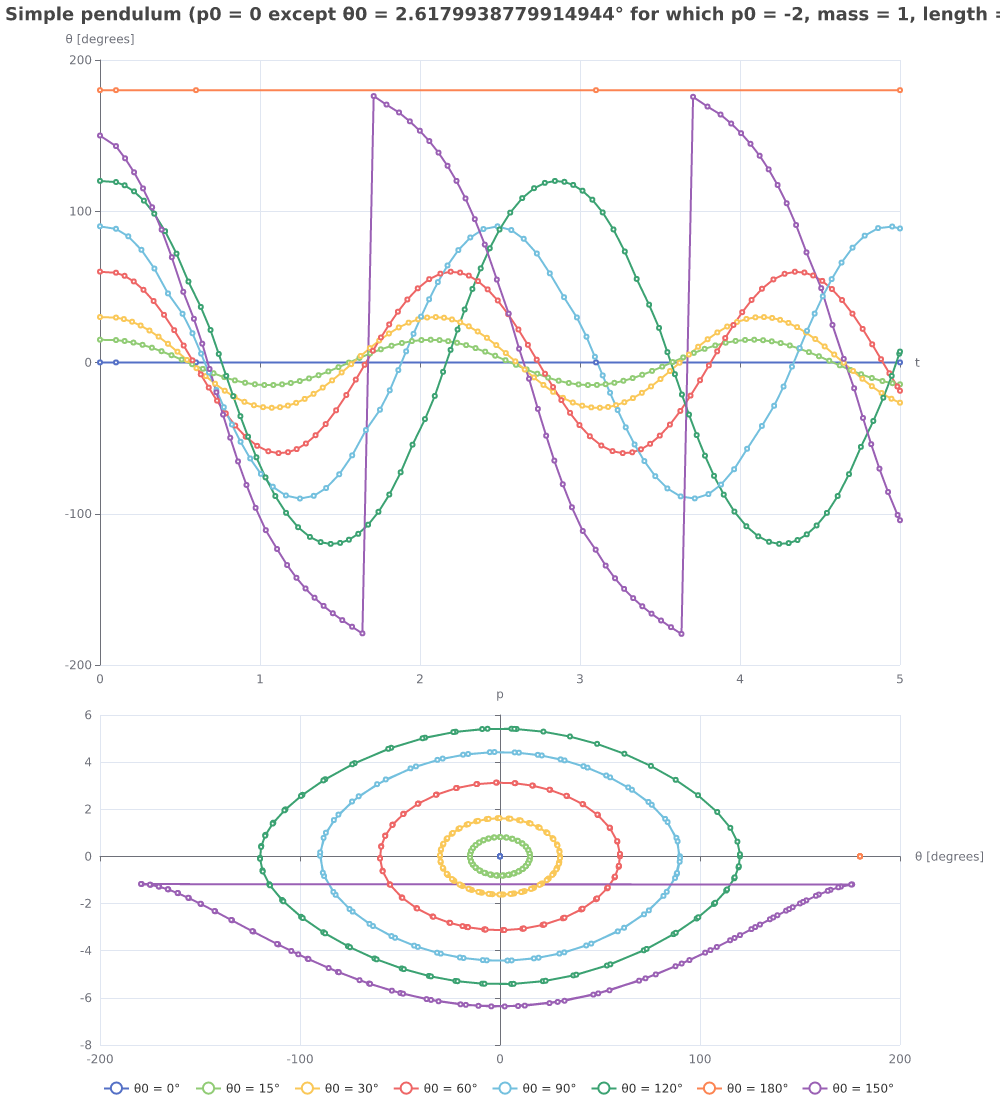 Simple pendulum (p0 = 0 except θ0 = 2.6179938779914944° for which p0 = -2, mass = 1, length =
θ [degrees]
200
100
0
-100
-200
t
0 1 2 3 4 5
p
6
4
2
0
-2
-4
-6
-8
θ [degrees]
-200 -100 0 100 200
θ0 = 0° θ0 = 15° θ0 = 30° θ0 = 60° θ0 = 90° θ0 = 120° θ0 = 180° θ0 = 150°